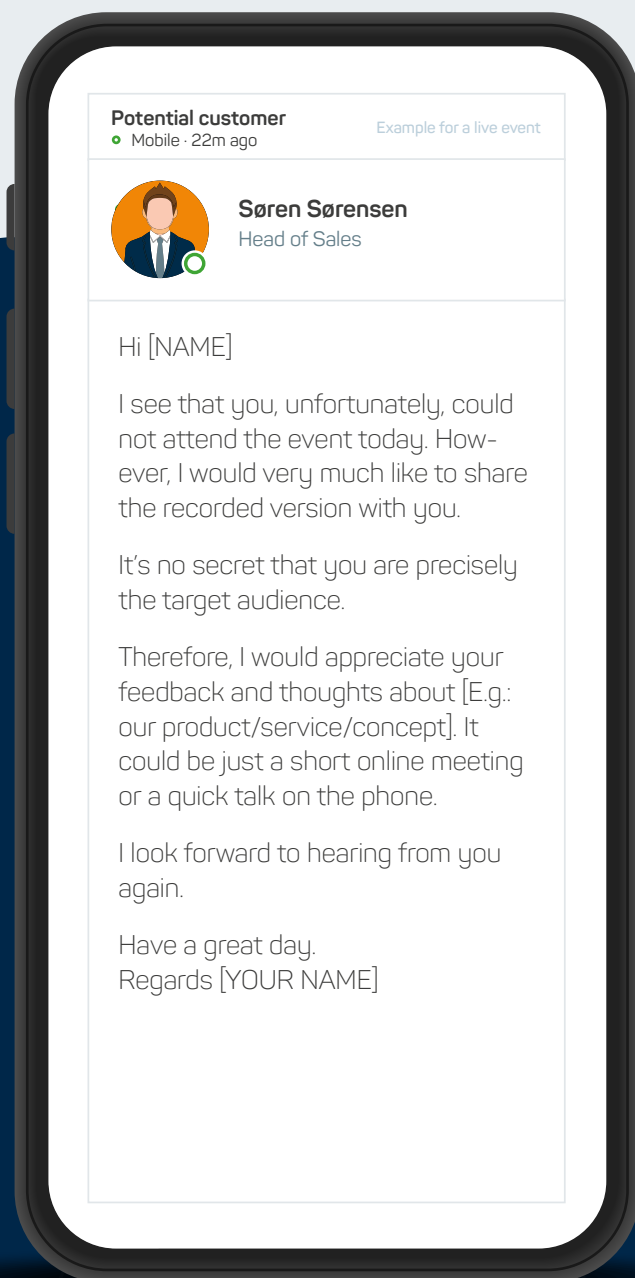 Potential customer
Example for a live event
Mobile · 22m ago
Søren Sørensen
Head of Sales
Hi [NAME]
I see that you, unfortunately, could
not attend the event today. How-
ever, I would very much like to share
the recorded version with you.
It's no secret that you are precisely
the target audience.
Therefore, I would appreciate your
feedback and thoughts about [E.g.:
our product/service/concept]. It
could be just a short online meeting
or a quick talk on the phone.
I look forward to hearing from you
again.
Have a great day.
Regards [YOUR NAME]